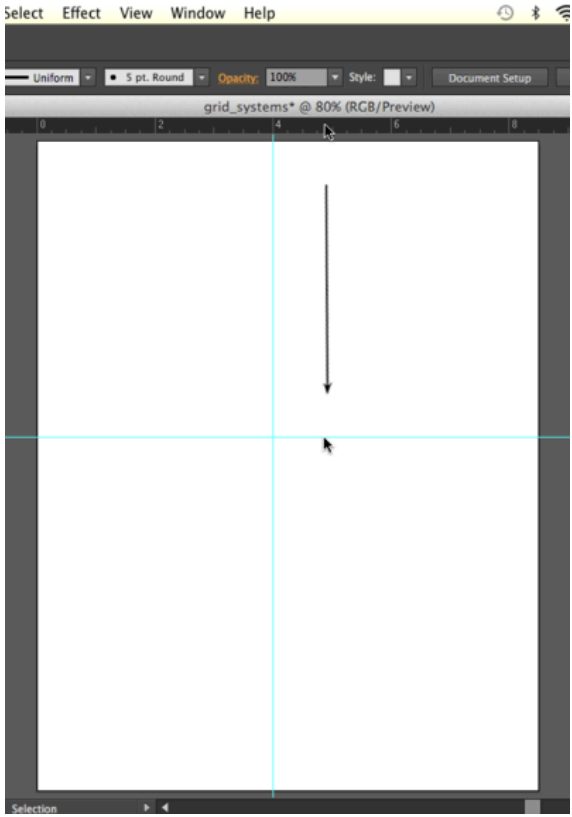 Select Effect View Window Help
Uniform 5 pt. Round Opacity: 100% Style: Document Setup
grid_systems* @ 80% (RGB/Preview)
0 2 4 6 8
Selection